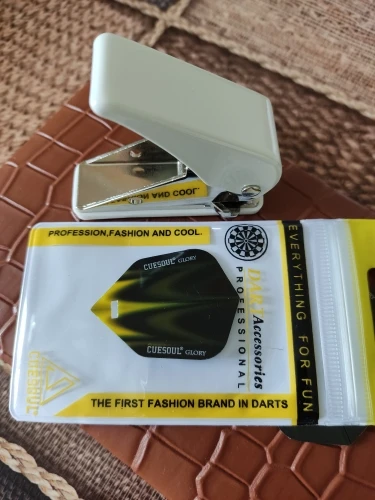 PROFESSION,FASHION AND COOL.
CUESOUL® GLORY
CUESOUL® GLORY
Accessories
PROFESSIONAL
EVERYTHING FOR FUN
CUESOUL
THE FIRST FASHION BRAND IN DARTS
AND COOL.